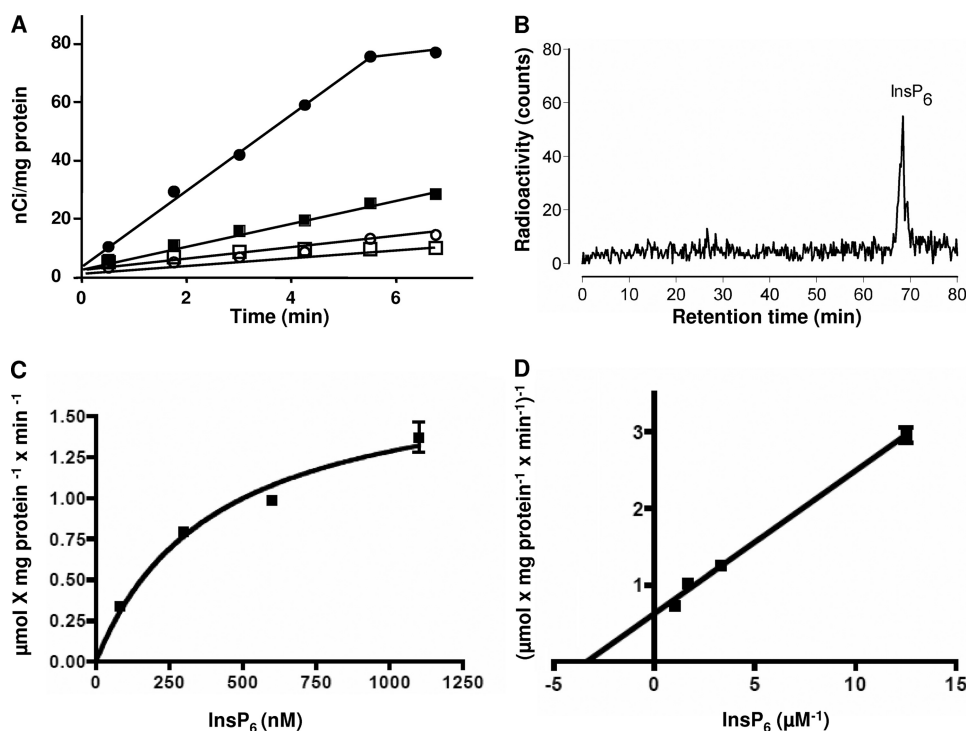 A
80
60
40
20
0
nCi/mg protein
0 2 4 6
Time (min)
B
80
60
40
20
0
Radioactivity (counts)
InsP6
0 10 20 30 40 50 60 70 80
Retention time (min)
C
1.50
1.25
1.00
0.75
0.50
0.25
0.00
µmol X mg protein -1 x min -1
0 250 500 750 1000 1250
InsP6 (nM)
D
3
2
1
(µmol x mg protein-1 x min-1)-1
-5 0 5 10 15
InsP6 (µM-1)